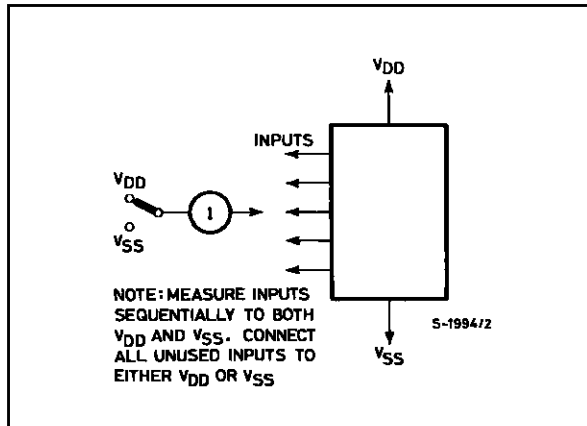 VDD
INPUTS
VDD
1
VSS
NOTE: MEASURE INPUTS
SEQUENTIALLY TO BOTH
VDD AND VSS. CONNECT
ALL UNUSED INPUTS TO
EITHER VDD OR VSS
S-1994/2
VSS